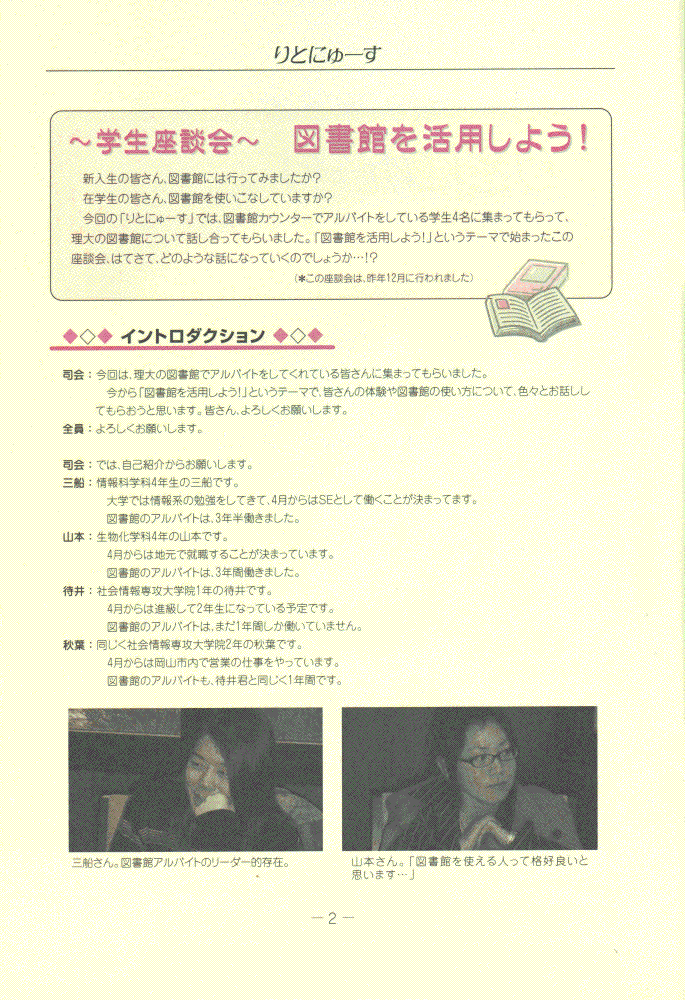 りとにゅーす
～学生座談会～　図書館を活用しよう!
新入生の皆さん、図書館には行ってみましたか?
在学生の皆さん、図書館を使いこなしていますか?
今回の「りとにゅーす」では、図書館カウンターでアルバイトをしている学生4名に集まってもらって、
理大の図書館について話し合ってもらいました。「図書館を活用しよう!」というテーマで始まったこの
座談会、はてさて、どのような話になっていくのでしょうか…!?
(＊この座談会は、昨年12月に行われました)
◆◇◆ イントロダクション ◆◇◆
司会：今回は、理大の図書館でアルバイトをしてくれている皆さんに集まってもらいました。
今から「図書館を活用しよう!」というテーマで、皆さんの体験や図書館の使い方について、色々とお話しし
てもらおうと思います。皆さん、よろしくお願いします。
全員：よろしくお願いします。
司会：では、自己紹介からお願いします。
三船：情報科学科4年生の三船です。
大学では情報系の勉強をしてきて、4月からはSEとして働くことが決まってます。
図書館のアルバイトは、3年半働きました。
山本：生物化学科4年の山本です。
4月からは地元で就職することが決まっています。
図書館のアルバイトは、3年間働きました。
待井：社会情報専攻大学院1年の待井です。
4月からは進級して2年生になっている予定です。
図書館のアルバイトは、まだ1年間しか働いていません。
秋葉：同じく社会情報専攻大学院2年の秋葉です。
4月からは岡山市内で営業の仕事をやっています。
図書館のアルバイトも、待井君と同じく1年間です。
三船さん。図書館アルバイトのリーダー的存在。
山本さん。「図書館を使える人って格好良いと
思います…」
― 2 ―